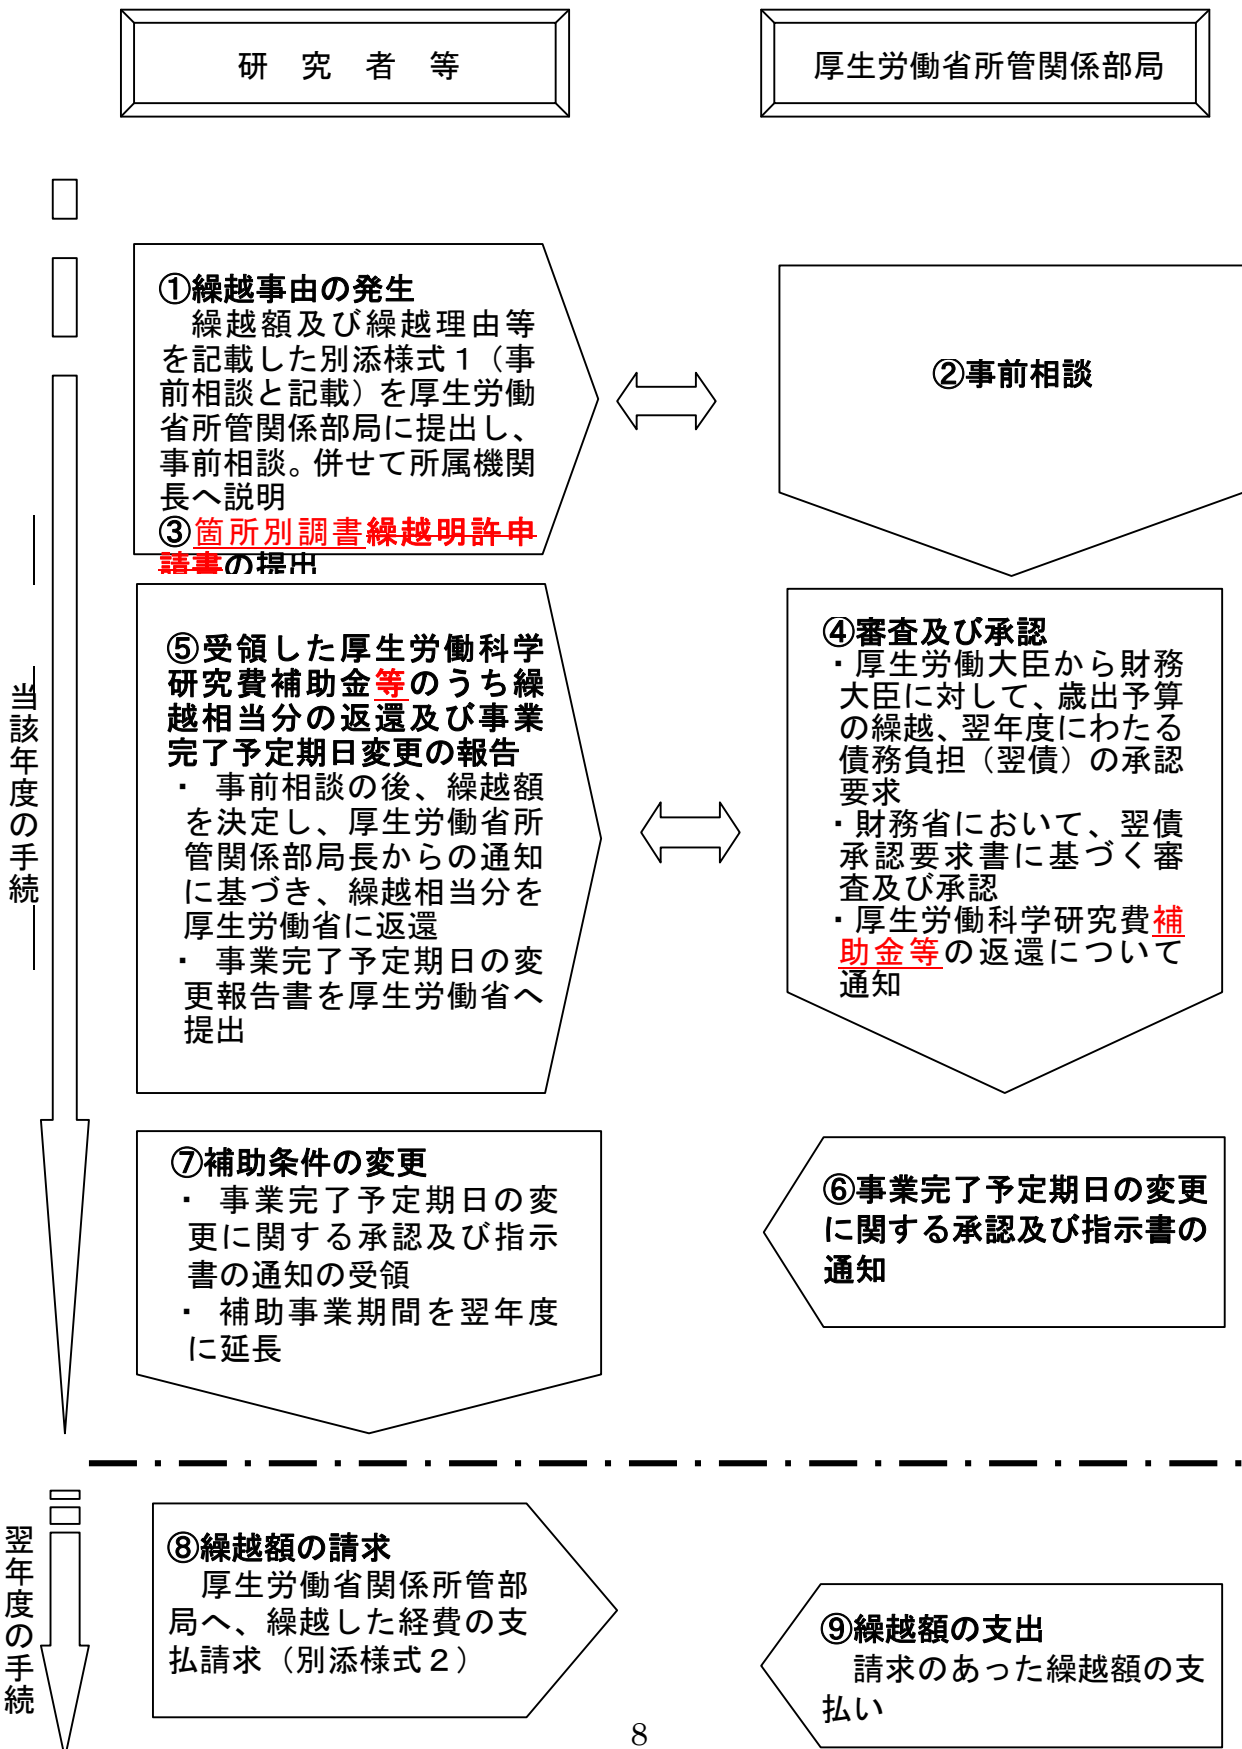 研究者等
厚生労働省所管関係部局
①繰越事由の発生
繰越額及び繰越理由等
を記載した別添様式1（事
前相談と記載）を厚生労働
省所管関係部局に提出し、
事前相談。併せて所属機関
長へ説明
③箇所別調書繰越明許申
請書の提出
②事前相談
当該年度の手続
⑤受領した厚生労働科学
研究費補助金等のうち繰
越相当分の返還及び事業
完了予定期日変更の報告
・ 事前相談の後、繰越額
を決定し、厚生労働省所
管関係部局長からの通知
に基づき、繰越相当分を
厚生労働省に返還
・ 事業完了予定期日の変
更報告書を厚生労働省へ
提出
④審査及び承認
・厚生労働大臣から財務
大臣に対して、歳出予算
の繰越、翌年度にわたる
債務負担（翌債）の承認
要求
・財務省において、翌債
承認要求書に基づく審
査及び承認
・厚生労働科学研究費補
助金等の返還について
通知
⑦補助条件の変更
・ 事業完了予定期日の変
更に関する承認及び指示
書の通知の受領
・ 補助事業期間を翌年度
に延長
⑥事業完了予定期日の変更
に関する承認及び指示書の
通知
翌年度の手続
⑧繰越額の請求
厚生労働省関係所管部
局へ、繰越した経費の支
払請求（別添様式2）
⑨繰越額の支出
請求のあった繰越額の支
払い
8